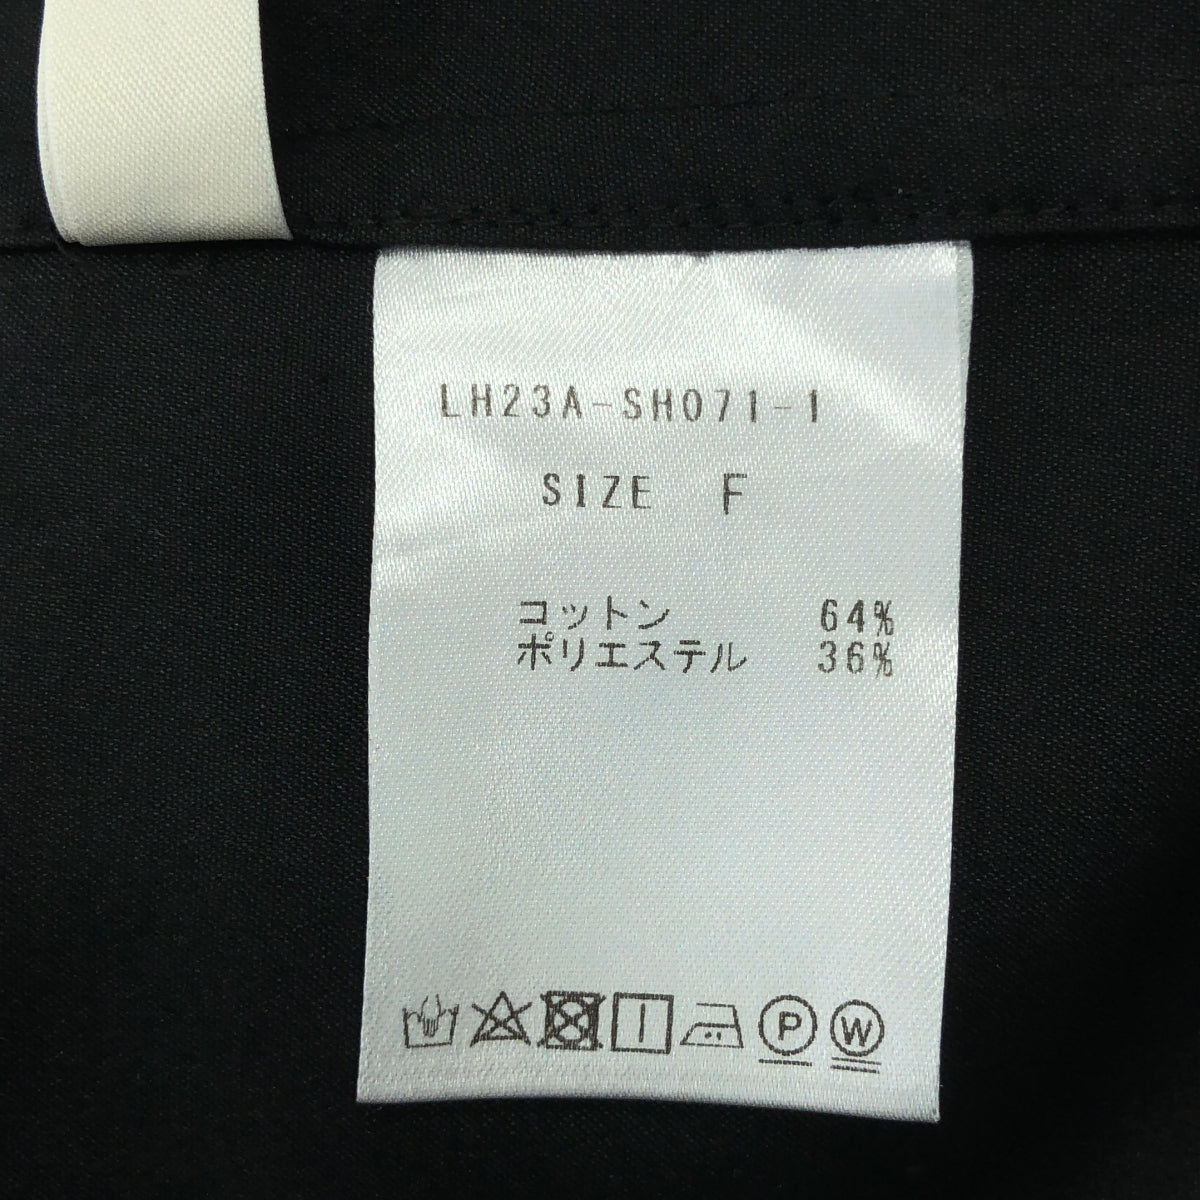 LH23A-SH071-1
SIZE F
コットン 64%
ポリエステル 36%
P W